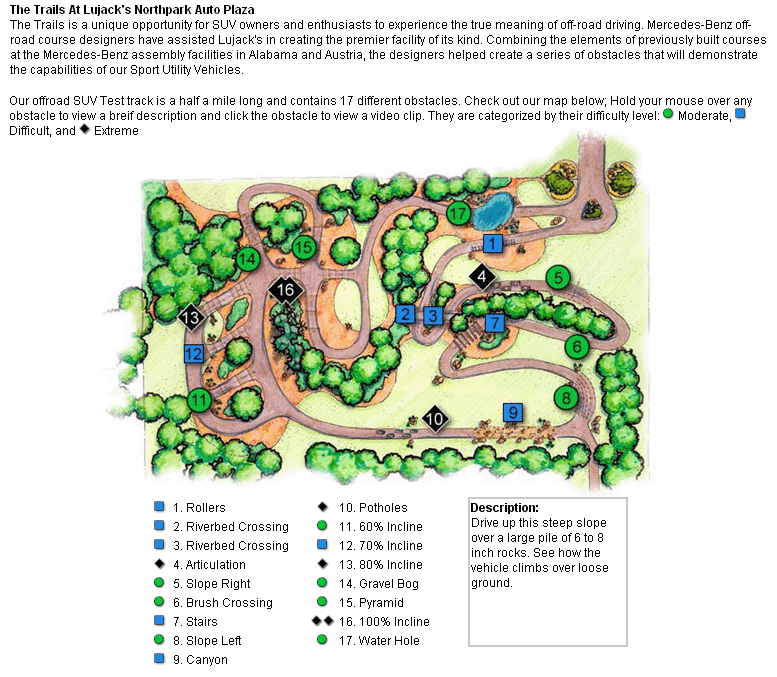 The Trails At Lujack's Northpark Auto Plaza
The Trails is a unique opportunity for SUV owners and enthusiasts to experience the true meaning of off-road driving. Mercedes-Benz off-
road course designers have assisted Lujack's in creating the premier facility of its kind. Combining the elements of previously built courses
at the Mercedes-Benz assembly facilities in Alabama and Austria, the designers helped create a series of obstacles that will demonstrate
the capabilities of our Sport Utility Vehicles.
Our offroad SUV Test track is a half a mile long and contains 17 different obstacles. Check out our map below; Hold your mouse over any
obstacle to view a breif description and click the obstacle to view a video clip. They are categorized by their difficulty level: Moderate,
Difficult, and Extreme
17
1
15
14
4
5
16
13
2
3
7
12
6
11
8
10
9
1. Rollers
2. Riverbed Crossing
3. Riverbed Crossing
4. Articulation
5. Slope Right
6. Brush Crossing
7. Stairs
8. Slope Left
9. Canyon
10. Potholes
11. 60% Incline
12. 70% Incline
13. 80% Incline
14. Gravel Bog
15. Pyramid
16. 100% Incline
17. Water Hole
Description:
Drive up this steep slope
over a large pile of 6 to 8
inch rocks. See how the
vehicle climbs over loose
ground.